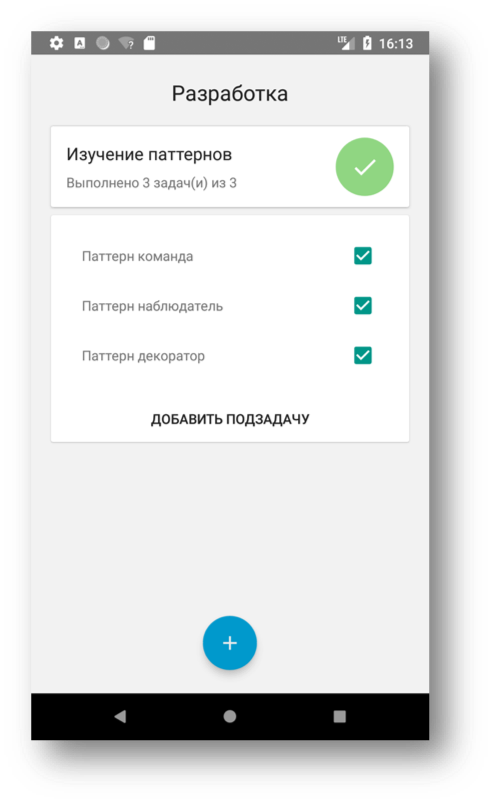 LTE 16:13
Разработка
Изучение паттернов
Выполнено 3 задач(и) из 3
Паттерн команда
Паттерн наблюдатель
Паттерн декоратор
ДОБАВИТЬ ПОДЗАДАЧУ